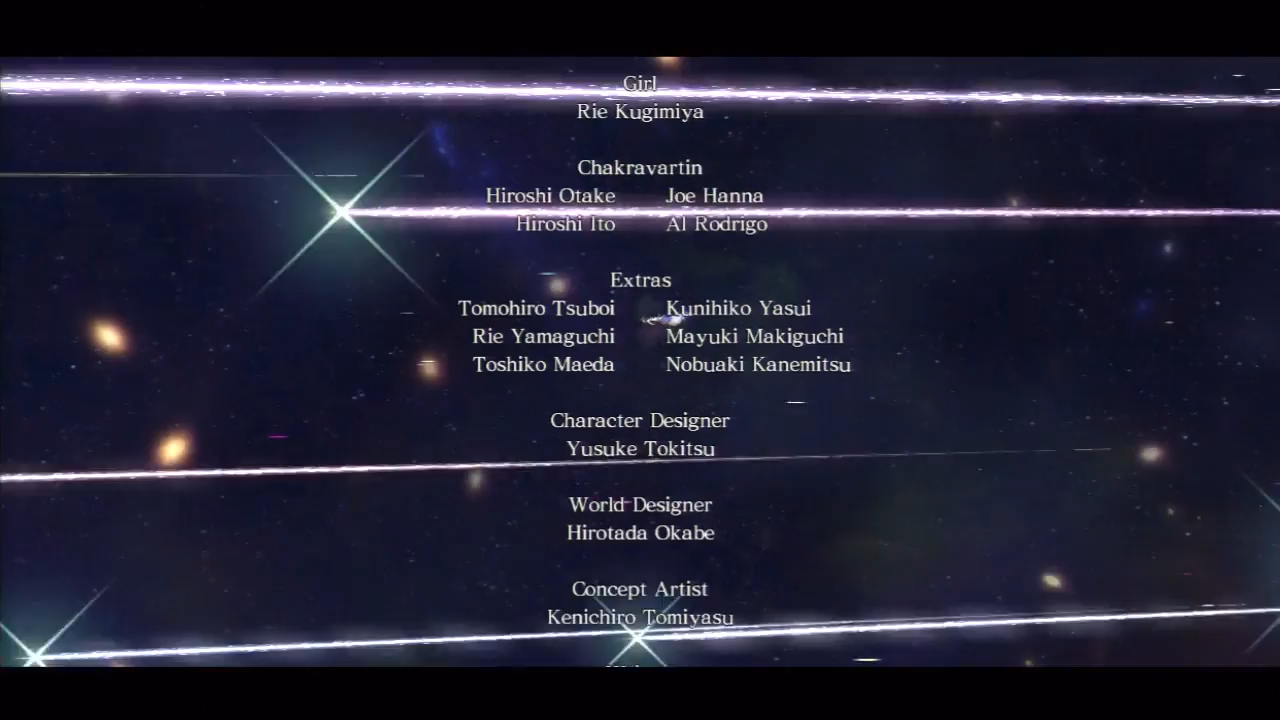 Girl
Rie Kugimiya
Chakravartin
Hiroshi Otake Joe Hanna
Hiroshi Ito Al Rodrigo
Extras
Tomohiro Tsuboi Kunihiko Yasui
Rie Yamaguchi Mayuki Makiguchi
Toshiko Maeda Nobuaki Kanemitsu
Character Designer
Yusuke Tokitsu
World Designer
Hirotada Okabe
Concept Artist
Kenichiro Tomiyasu